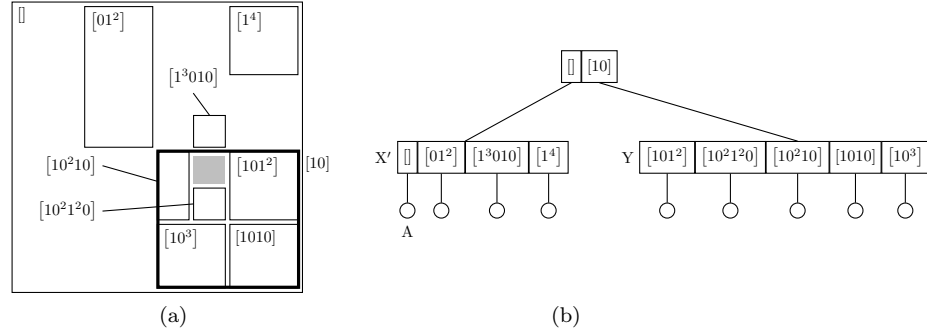 []
[01²]
[1⁴]
[1³010]
[10²10]
[101²]
[10]
[10²1²0]
[10³]
[1010]
(a)
[] [10]
X′ [] [01²] [1³010] [1⁴]
Y [101²] [10²1²0] [10²10] [1010] [10³]
A
(b)